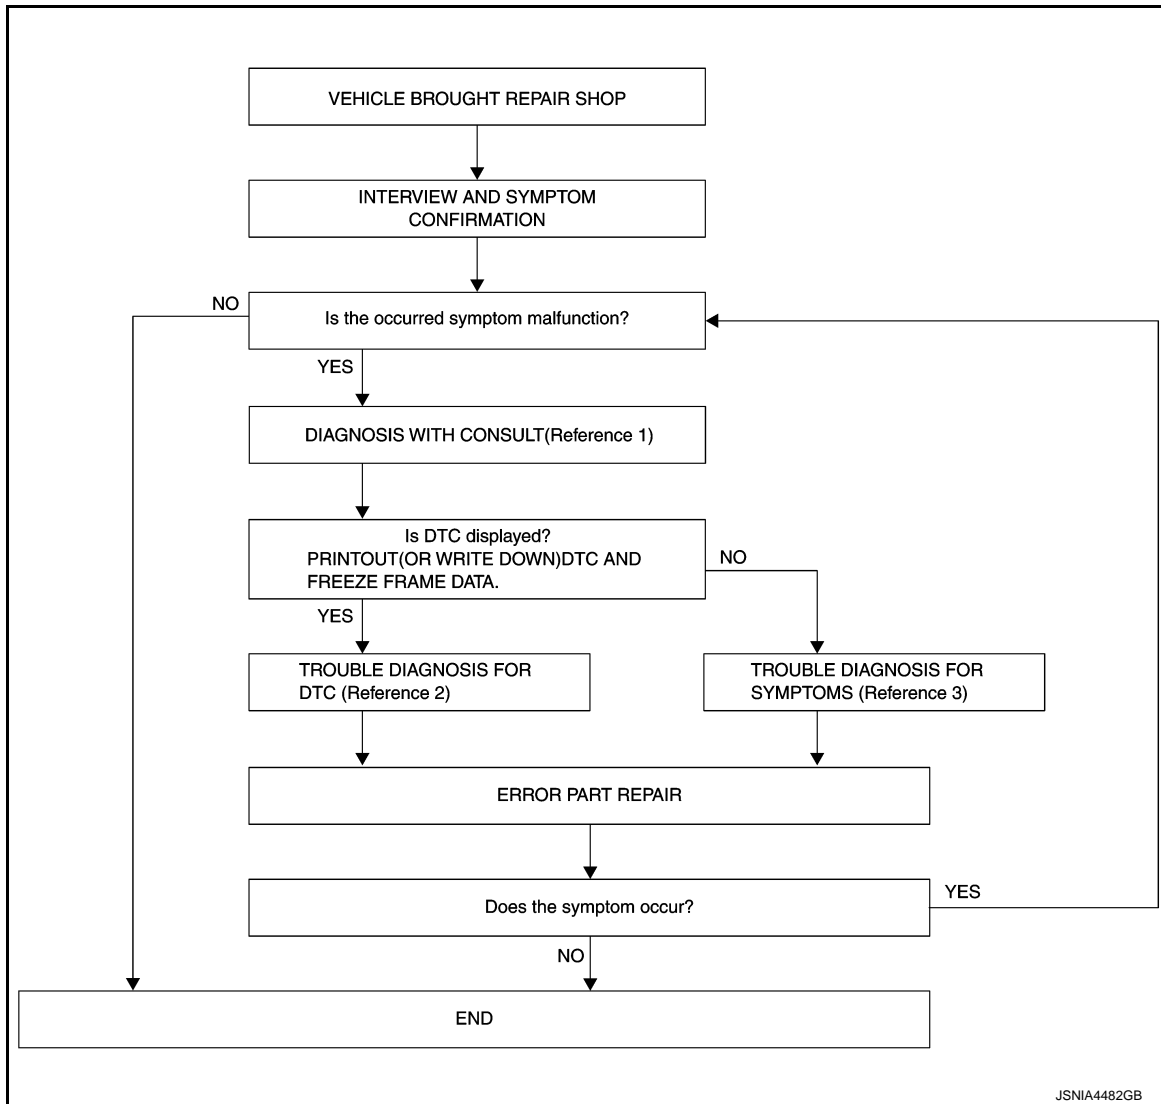 VEHICLE BROUGHT REPAIR SHOP
INTERVIEW AND SYMPTOM
CONFIRMATION
NO
Is the occurred symptom malfunction?
YES
DIAGNOSIS WITH CONSULT(Reference 1)
Is DTC displayed?
PRINTOUT(OR WRITE DOWN)DTC AND
FREEZE FRAME DATA.
NO
YES
TROUBLE DIAGNOSIS FOR
DTC (Reference 2)
TROUBLE DIAGNOSIS FOR
SYMPTOMS (Reference 3)
ERROR PART REPAIR
Does the symptom occur?
YES
NO
END
JSNIA4482GB